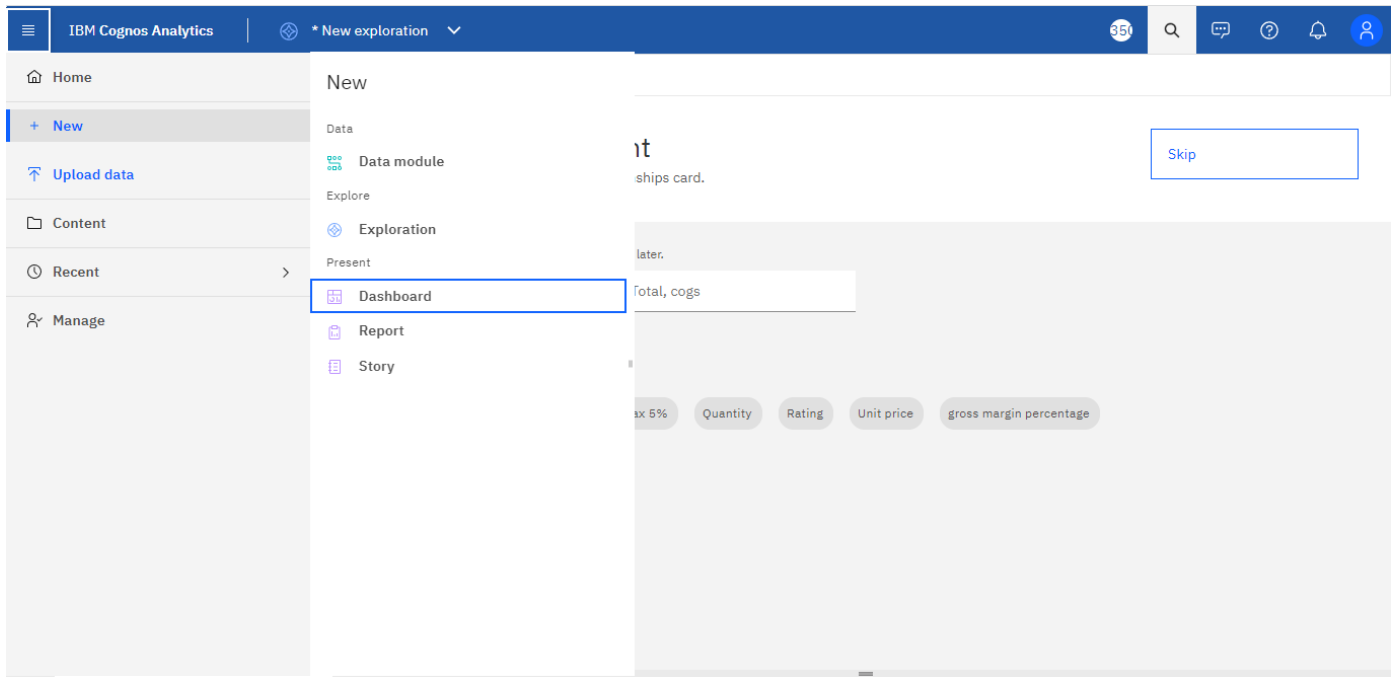 IBM Cognos Analytics
* New exploration
350
Home
New
Upload data
Content
Recent
Manage
New
Data
Data module
Explore
Exploration
Present
Dashboard
Report
Story
ships card.
Skip
later.
Total, cogs
ax 5%
Quantity
Rating
Unit price
gross margin percentage